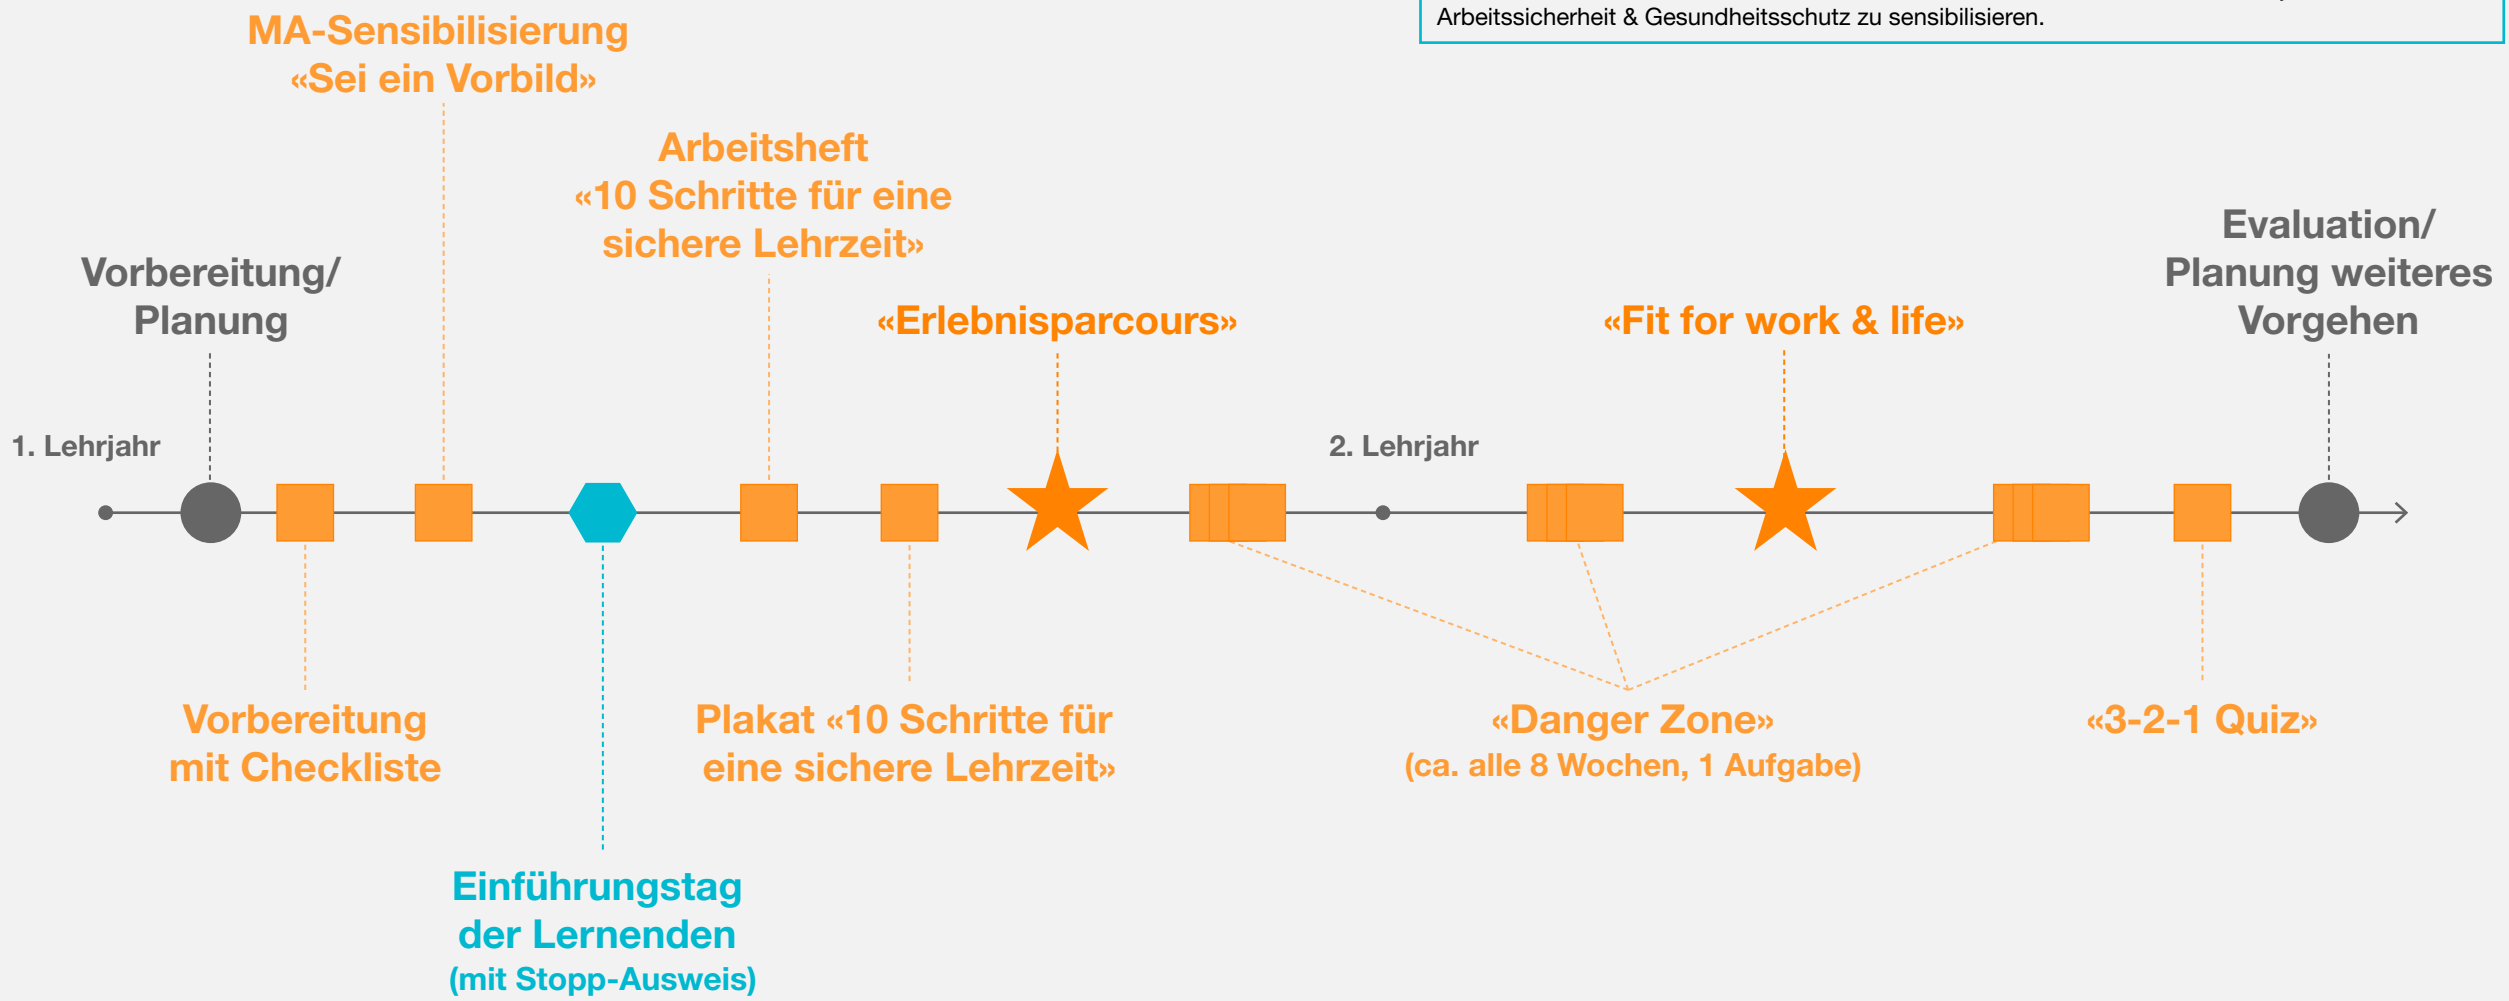 Arbeitssicherheit & Gesundheitsschutz zu sensibilisieren.
MA-Sensibilisierung
«Sei ein Vorbild»
Arbeitsheft
«10 Schritte für eine
sichere Lehrzeit»
Vorbereitung/
Planung
«Erlebnisparcours»
«Fit for work & life»
Evaluation/
Planung weiteres
Vorgehen
1. Lehrjahr
2. Lehrjahr
Vorbereitung
mit Checkliste
Plakat «10 Schritte für
eine sichere Lehrzeit»
«Danger Zone»
(ca. alle 8 Wochen, 1 Aufgabe)
«3-2-1 Quiz»
Einführungstag
der Lernenden
(mit Stopp-Ausweis)